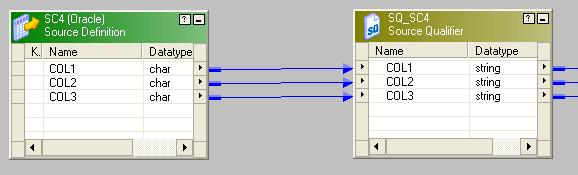 SC4 (Oracle)
Source Definition
K. Name Datatype
COL1 char
COL2 char
COL3 char
SQ_SC4
Source Qualifier
Name Datatype
COL1 string
COL2 string
COL3 string